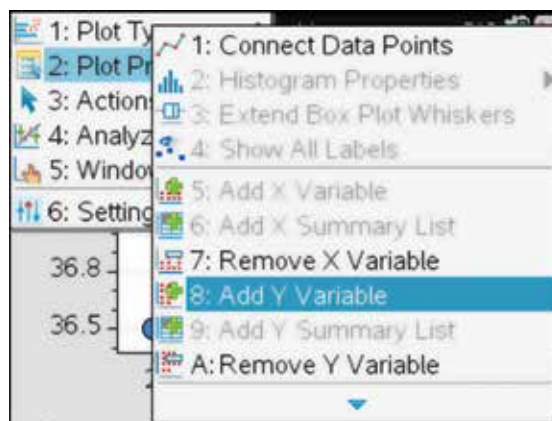 1: Plot Ty
2: Plot Pr
3: Action
4: Analyz
5: Windo
6: Setting
1: Connect Data Points
2: Histogram Properties
3: Extend Box Plot Whiskers
4: Show All Labels
5: Add X Variable
6: Add X Summary List
7: Remove X Variable
8: Add Y Variable
9: Add Y Summary List
A: Remove Y Variable
36.8
36.5